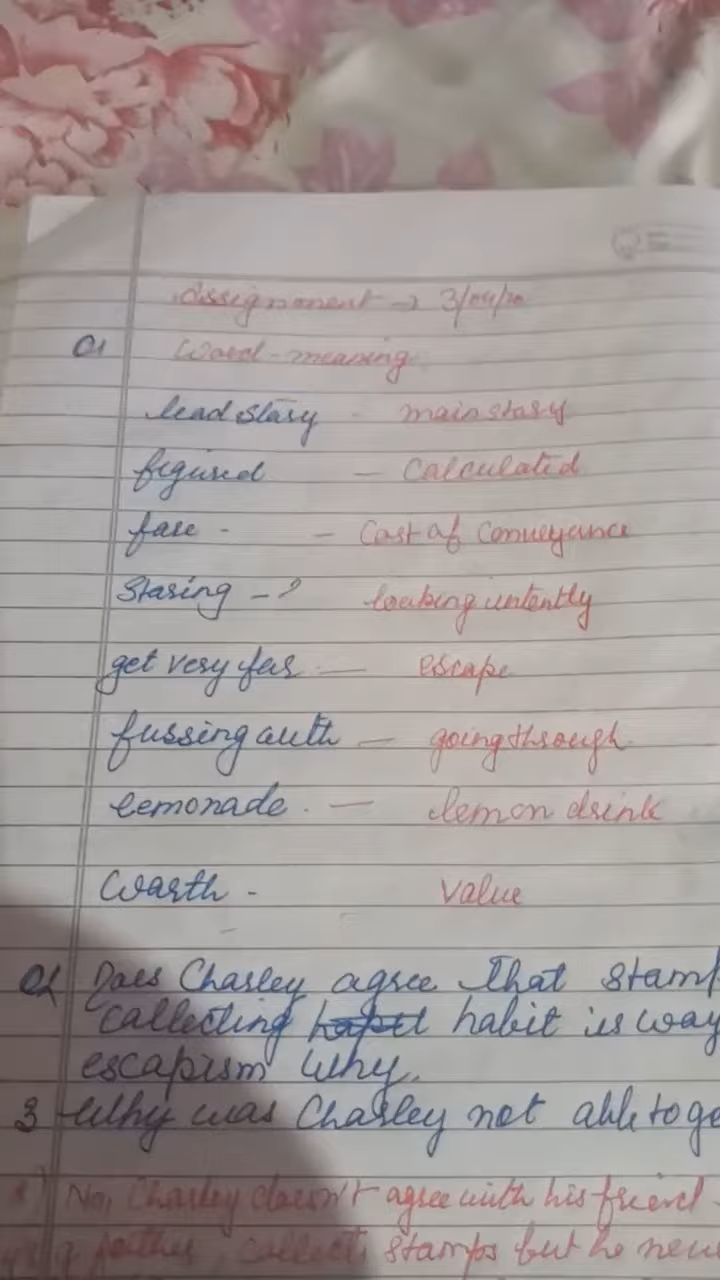 Assignment → 3/04/20
Q1 Word-meaning
lead story - main story
figured - Calculated
fare - - Cost of Conveyance
Staring - ? looking intently
get very far - escape
fussing auth - going through
lemonade. - lemon drink
Worth - Value
Q2 Does Charley agree that stamp
collecting habit is way
escapism Why.
3 Why was Charley not able to go
No, Charley doesn't agree with his friend
father, collect stamps but he